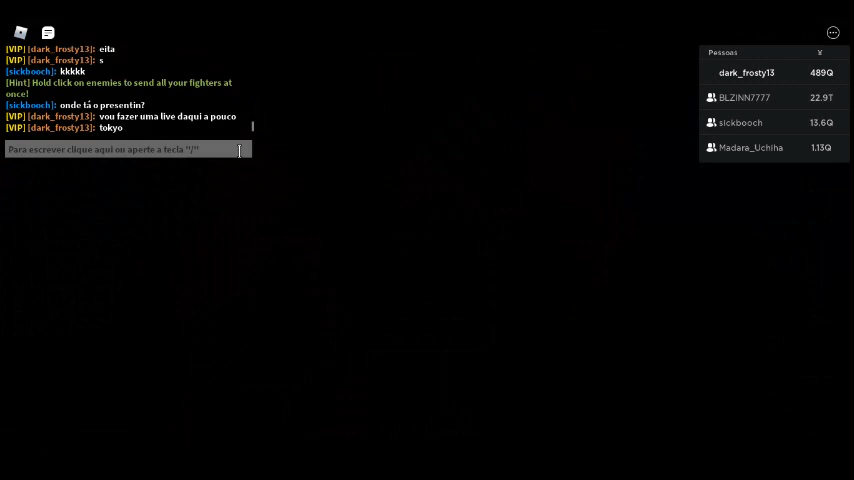 [VIP] [dark_frosty13]: eita
[VIP] [dark_frosty13]: s
[sickbooch]: kkkkk
[Hint] Hold click on enemies to send all your fighters at
once!
[sickbooch]: onde tá o presentin?
[VIP] [dark_frosty13]: vou fazer uma live daqui a pouco
[VIP] [dark_frosty13]: tokyo
Para escrever clique aqui ou aperte a tecla "/"
Pessoas ¥
dark_frosty13 489Q
BLZINN7777 22.9T
sickbooch 13.6Q
Madara_Uchiha 1.13Q